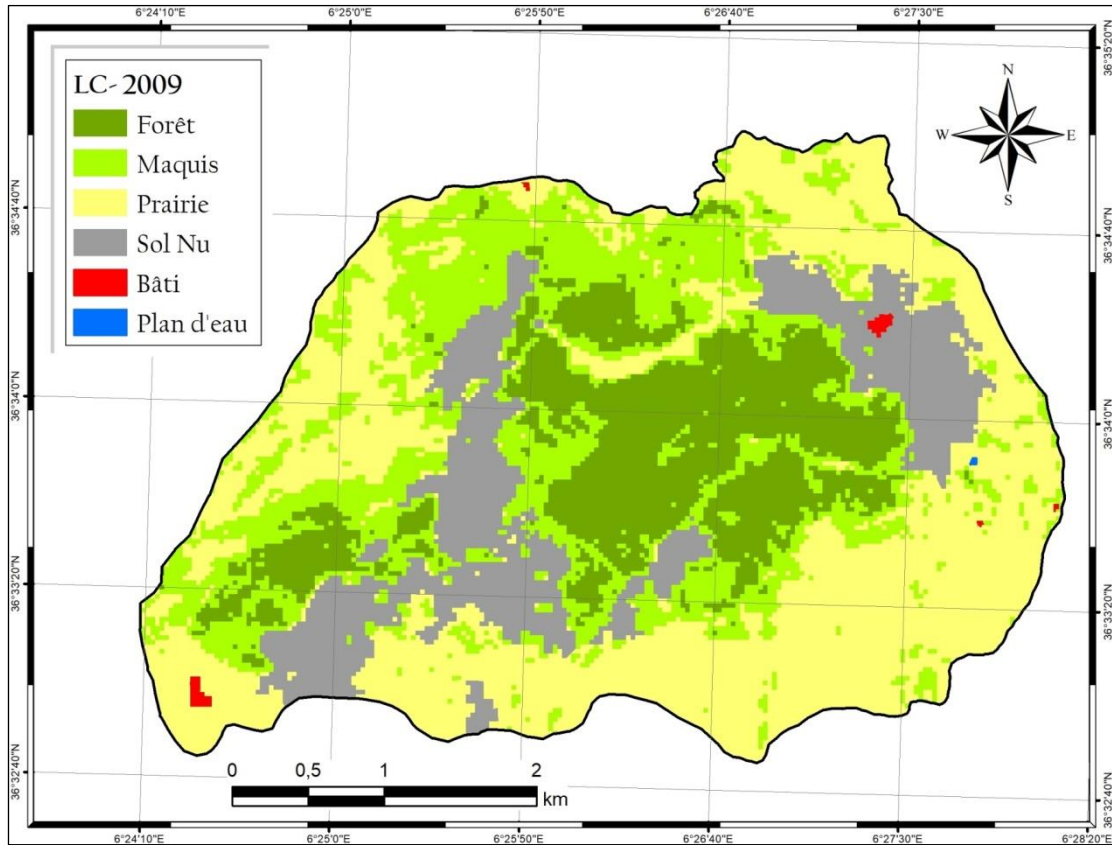 6°24'10"E
6°25'0"E
6°25'50"E
6°26'40"E
6°27'30"E
36°35'20"N
36°34'40"N
36°34'40"N
36°34'0"N
36°34'0"N
36°33'20"N
36°33'20"N
36°32'40"N
36°32'40"N
LC- 2009
Forêt
Maquis
Prairie
Sol Nu
Bâti
Plan d'eau
N
W
E
S
0 0,5 1 2
km
6°24'10"E
6°25'0"E
6°25'50"E
6°26'40"E
6°27'30"E
6°28'20"E